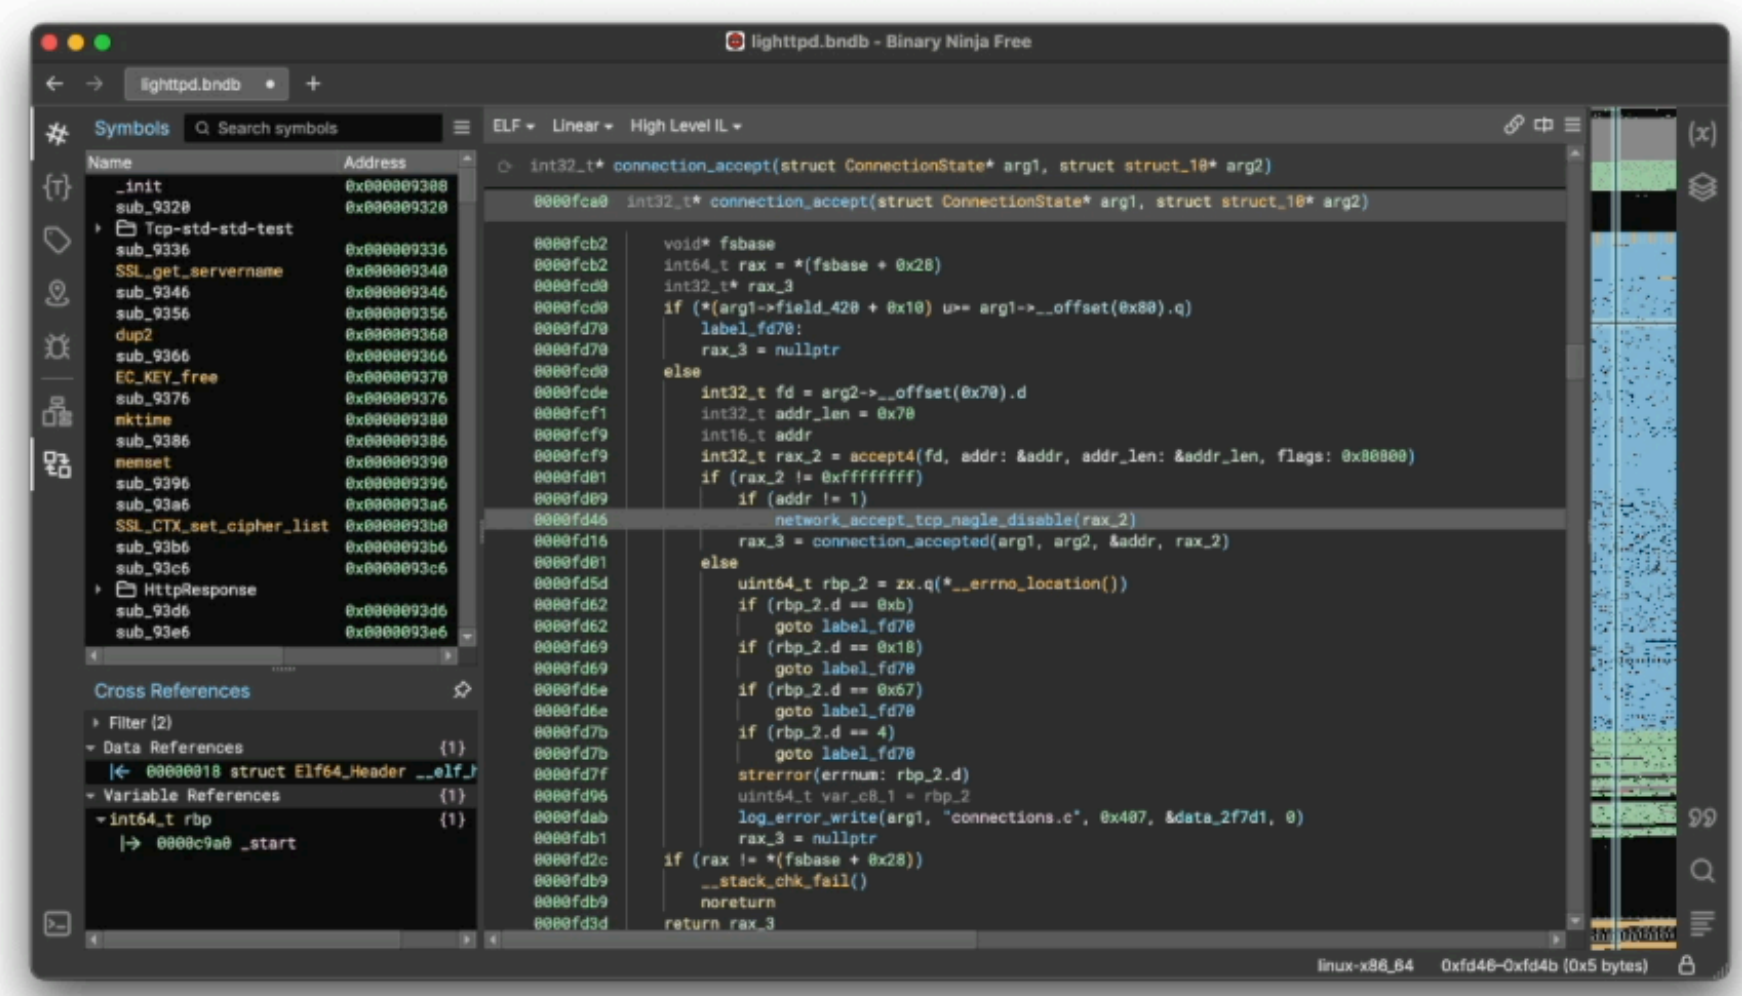 lighttpd.bndb - Binary Ninja Free
lighttpd.bndb
Symbols
Search symbols
Name Address
_init 0x000009308
sub_9320 0x000009320
Tcp-std-std-test
sub_9336 0x000009336
SSL_get_servername 0x000009340
sub_9346 0x000009346
sub_9356 0x000009356
dup2 0x000009360
sub_9366 0x000009366
EC_KEY_free 0x000009370
sub_9376 0x000009376
mktime 0x000009380
sub_9386 0x000009386
memset 0x000009390
sub_9396 0x000009396
sub_93a6 0x0000093a6
SSL_CTX_set_cipher_list 0x0000093b0
sub_93b6 0x0000093b6
sub_93c6 0x0000093c6
HttpResponse
sub_93d6 0x0000093d6
sub_93e6 0x0000093e6
Cross References
Filter (2)
Data References {1}
00000018 struct Elf64_Header __elf_h
Variable References {1}
int64_t rbp {1}
0000c9a0 _start
ELF Linear High Level IL
int32_t* connection_accept(struct ConnectionState* arg1, struct struct_10* arg2)
0000fca0 int32_t* connection_accept(struct ConnectionState* arg1, struct struct_10* arg2)
0000fcb2 void* fsbase
0000fcb2 int64_t rax = *(fsbase + 0x28)
0000fcd0 int32_t* rax_3
0000fcd0 if (*(arg1->field_420 + 0x10) u>= arg1->__offset(0x80).q)
0000fd70 label_fd70:
0000fd70 rax_3 = nullptr
0000fcd0 else
0000fcde int32_t fd = arg2->__offset(0x70).d
0000fcf1 int32_t addr_len = 0x70
0000fcf9 int16_t addr
0000fcf9 int32_t rax_2 = accept4(fd, addr: &addr, addr_len: &addr_len, flags: 0x80800)
0000fd01 if (rax_2 != 0xffffffff)
0000fd09 if (addr != 1)
0000fd46 network_accept_tcp_nagle_disable(rax_2)
0000fd16 rax_3 = connection_accepted(arg1, arg2, &addr, rax_2)
0000fd01 else
0000fd5d uint64_t rbp_2 = zx.q(*__errno_location())
0000fd62 if (rbp_2.d == 0xb)
0000fd62 goto label_fd70
0000fd69 if (rbp_2.d == 0x18)
0000fd69 goto label_fd70
0000fd6e if (rbp_2.d == 0x67)
0000fd6e goto label_fd70
0000fd7b if (rbp_2.d == 4)
0000fd7b goto label_fd70
0000fd7f strerror(errnum: rbp_2.d)
0000fd96 uint64_t var_c8_1 = rbp_2
0000fdab log_error_write(arg1, "connections.c", 0x407, &data_2f7d1, 0)
0000fdb1 rax_3 = nullptr
0000fd2c if (rax != *(fsbase + 0x28))
0000fdb9 __stack_chk_fail()
0000fdb9 noreturn
0000fd3d return rax_3
linux-x86_64 0xfd46-0xfd4b (0x5 bytes)